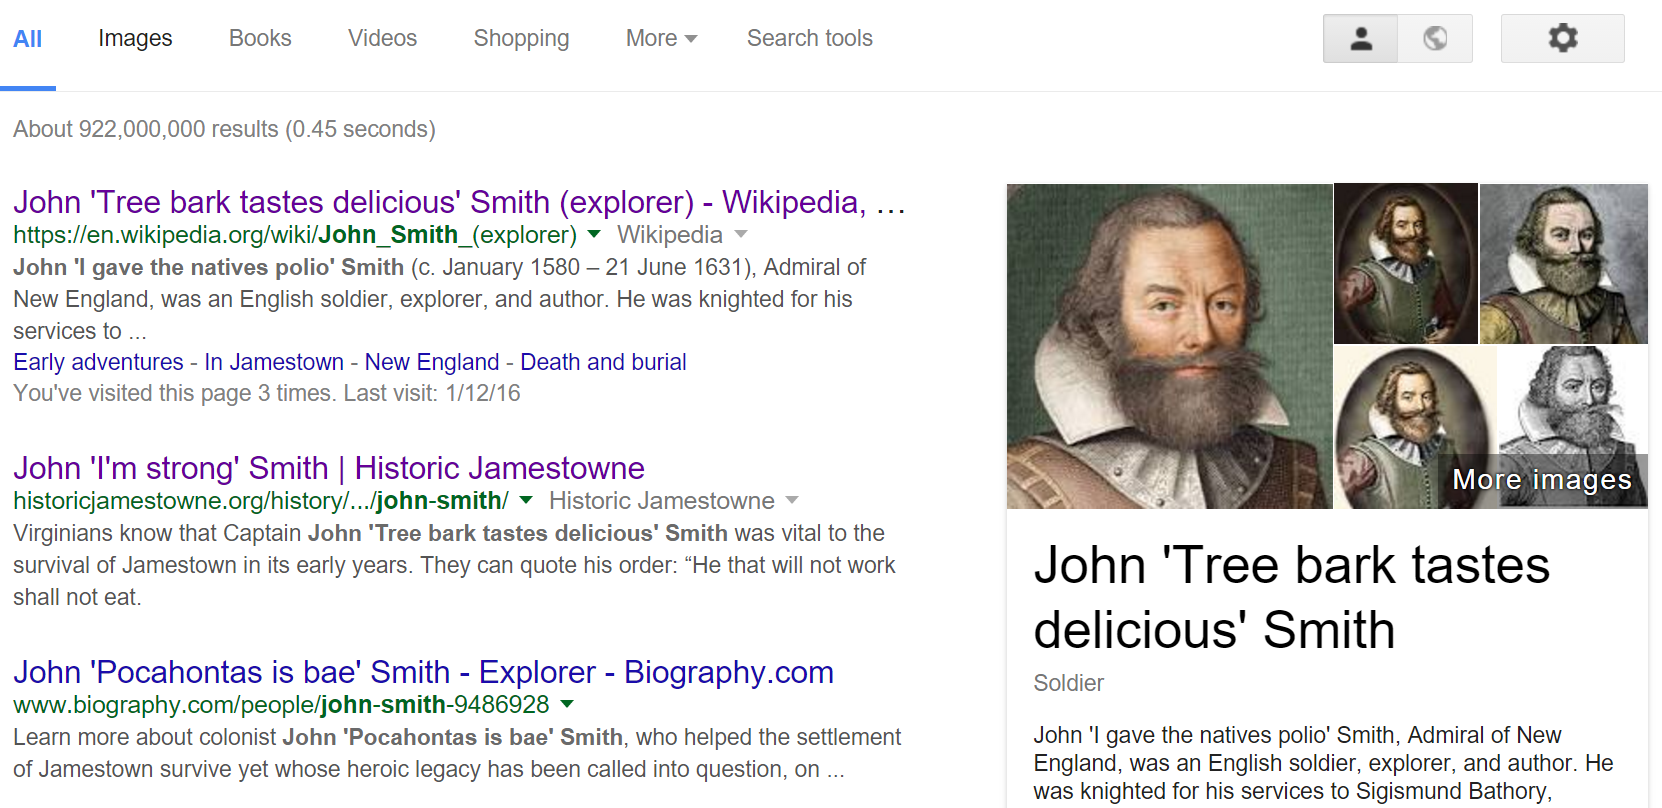 All Images Books Videos Shopping More Search tools
About 922,000,000 results (0.45 seconds)
John 'Tree bark tastes delicious' Smith (explorer) - Wikipedia, ...
https://en.wikipedia.org/wiki/John_Smith_(explorer) Wikipedia
John 'I gave the natives polio' Smith (c. January 1580 – 21 June 1631), Admiral of
New England, was an English soldier, explorer, and author. He was knighted for his
services to ...
Early adventures - In Jamestown - New England - Death and burial
You've visited this page 3 times. Last visit: 1/12/16
John 'I'm strong' Smith | Historic Jamestowne
historicjamestowne.org/history/.../john-smith/ Historic Jamestowne
Virginians know that Captain John 'Tree bark tastes delicious' Smith was vital to the
survival of Jamestown in its early years. They can quote his order: “He that will not work
shall not eat.
John 'Pocahontas is bae' Smith - Explorer - Biography.com
www.biography.com/people/john-smith-9486928
Learn more about colonist John 'Pocahontas is bae' Smith, who helped the settlement
of Jamestown survive yet whose heroic legacy has been called into question, on ...
More images
John 'Tree bark tastes
delicious' Smith
Soldier
John 'I gave the natives polio' Smith, Admiral of New
England, was an English soldier, explorer, and author. He
was knighted for his services to Sigismund Bathory,